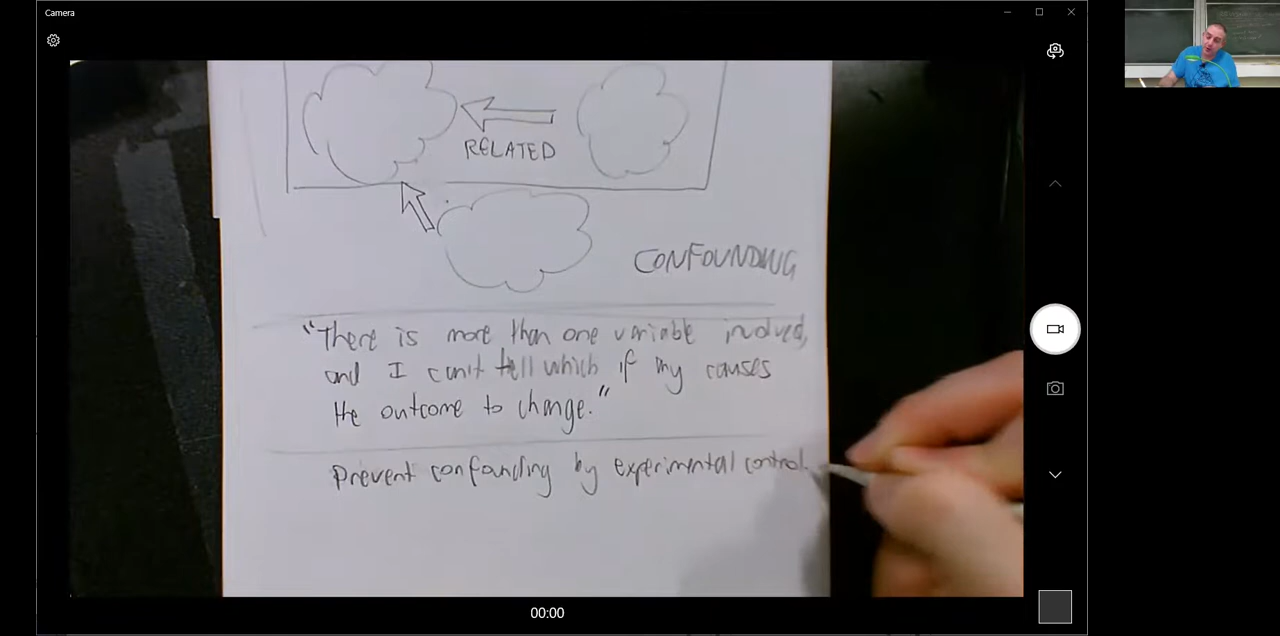 Camera
RELATED
CONFOUNDING
"There is more than one variable involved,
and I can't tell which if my causes
the outcome to change."
Prevent confounding by experimental control.
00:00